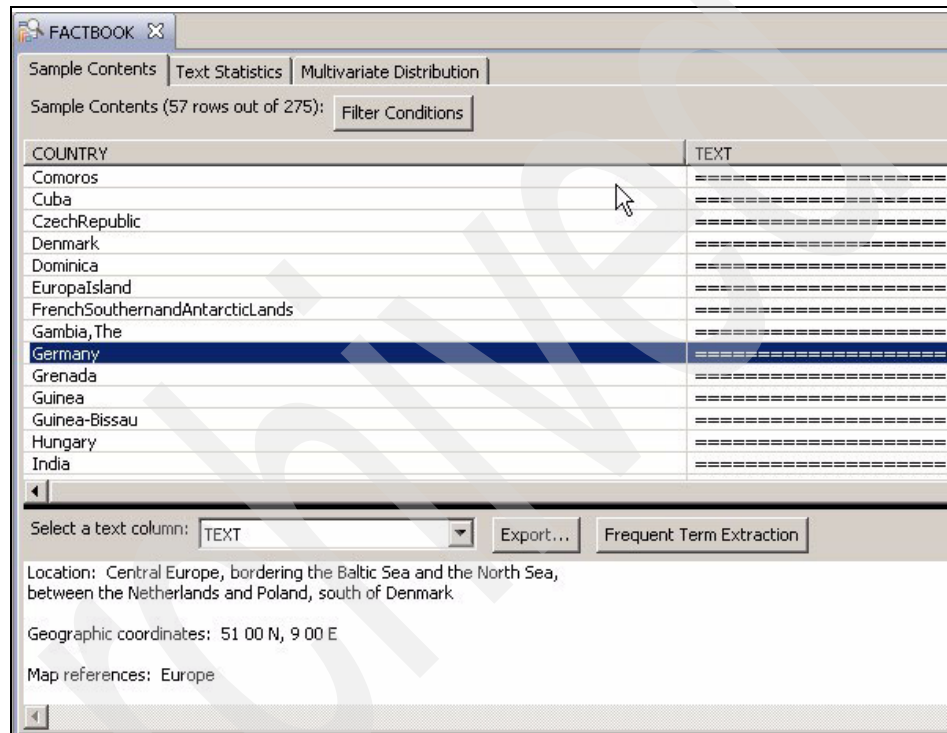 FACTBOOK
Sample Contents Text Statistics Multivariate Distribution
Sample Contents (57 rows out of 275): Filter Conditions
COUNTRY TEXT
Comoros =====================
Cuba =====================
CzechRepublic =====================
Denmark =====================
Dominica =====================
EuropaIsland =====================
FrenchSouthernandAntarcticLands =====================
Gambia,The =====================
Germany =====================
Grenada =====================
Guinea =====================
Guinea-Bissau =====================
Hungary =====================
India =====================
Select a text column: TEXT Export... Frequent Term Extraction
Location: Central Europe, bordering the Baltic Sea and the North Sea,
between the Netherlands and Poland, south of Denmark
Geographic coordinates: 51 00 N, 9 00 E
Map references: Europe